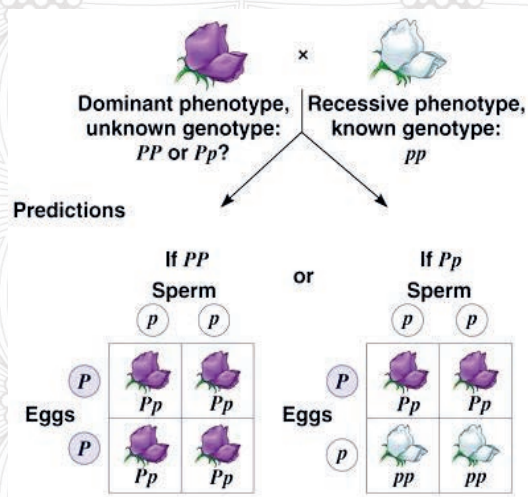 ×
Dominant phenotype,
unknown genotype:
PP or Pp?
Recessive phenotype,
known genotype:
pp
Predictions
If PP
Sperm
p p
Eggs
P
Pp Pp
P
Pp Pp
or
If Pp
Sperm
p p
Eggs
P
Pp Pp
p
pp pp